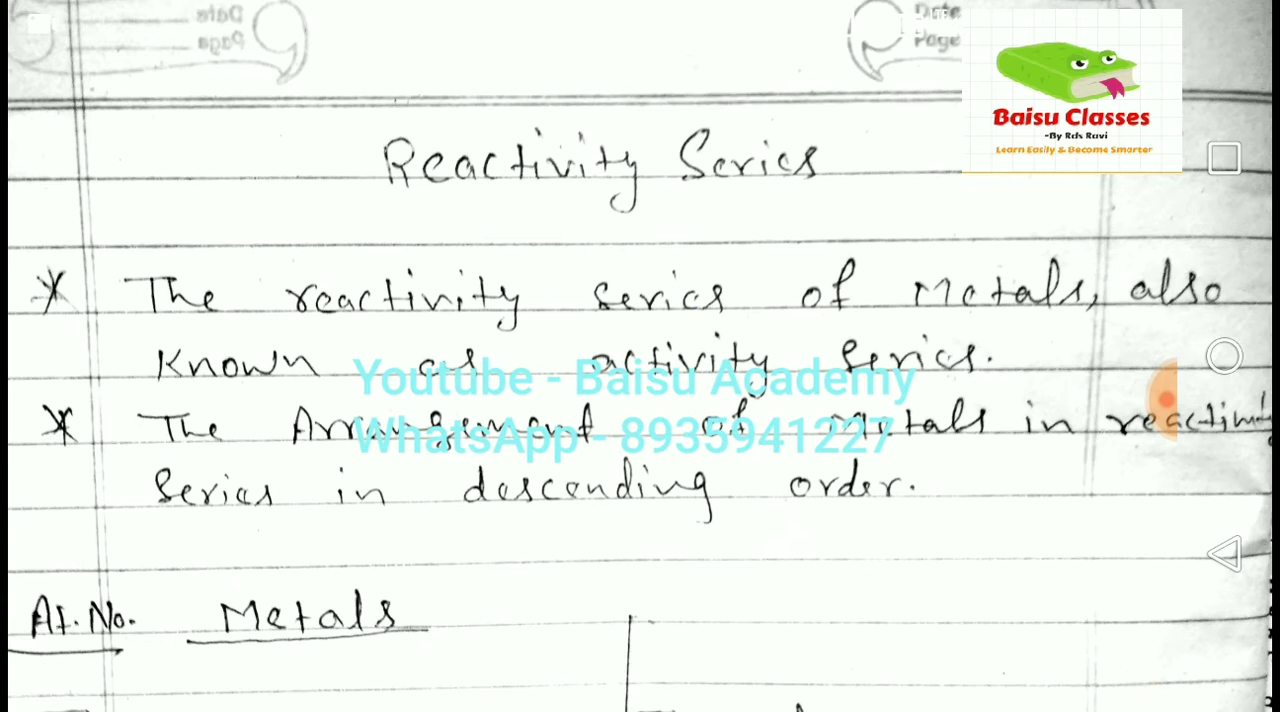 Date
Page
Date
Page
Baisu Classes
-By Rds Ravi
Learn Easily & Become Smarter
Reactivity Series
* The reactivity series of Metals, also
Known as activity series.
Youtube - Baisu Academy
* The Arrangement of metals in reactivity
WhatsApp - 8935941227
Series in descending order.
At. No. Metals